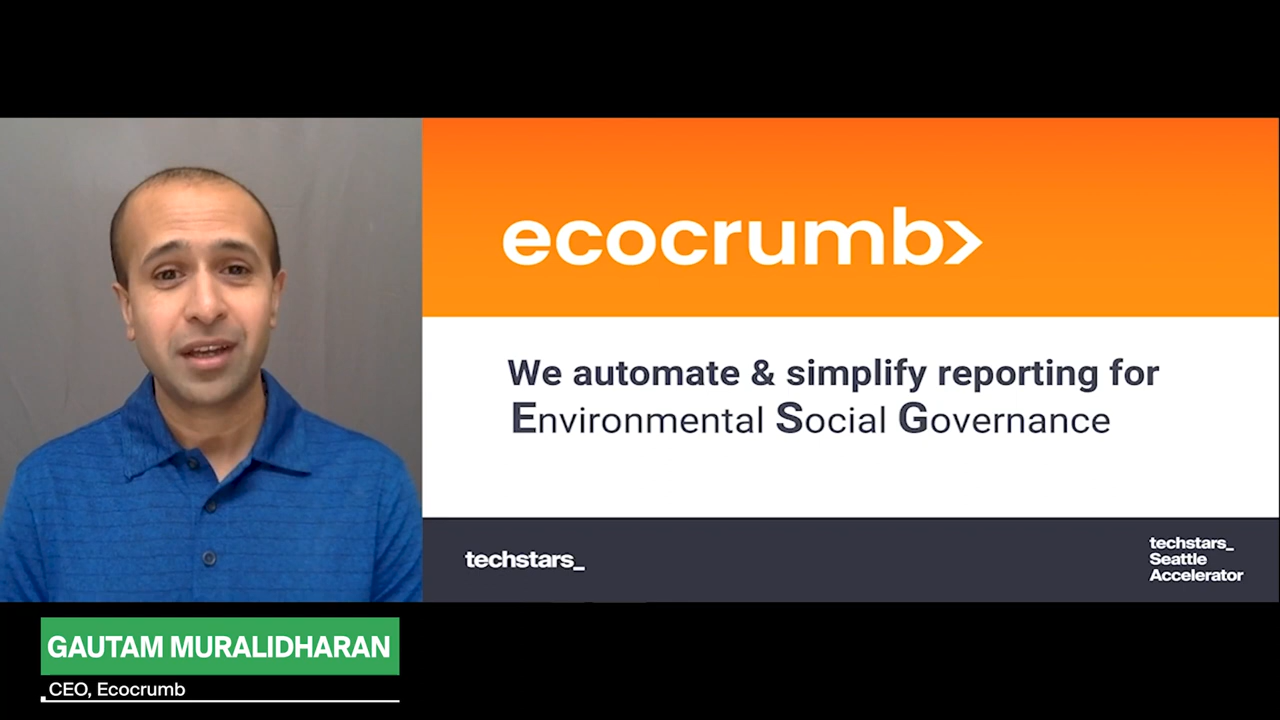 ecocrumb>
We automate & simplify reporting for
Environmental Social Governance
techstars_
techstars_
Seattle
Accelerator
GAUTAM MURALIDHARAN
CEO, Ecocrumb